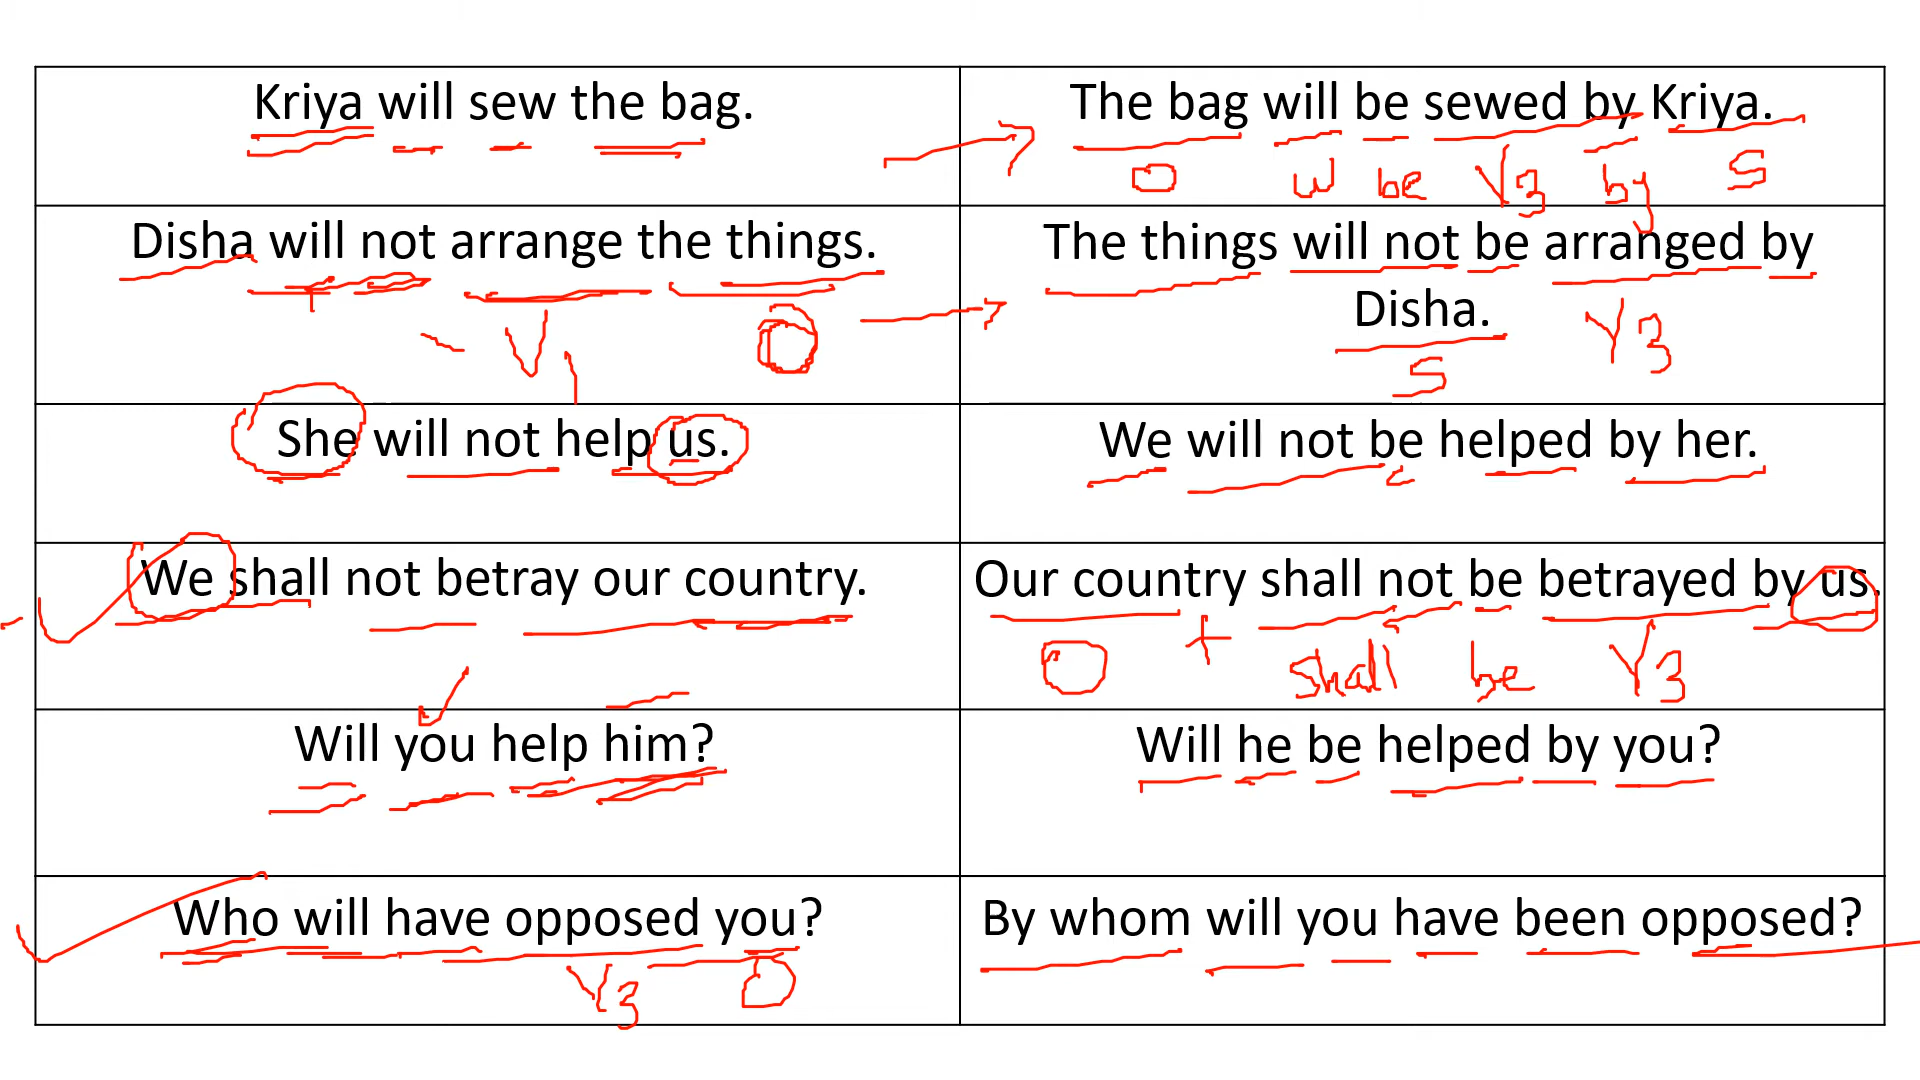 Kriya will sew the bag.
The bag will be sewed by Kriya.
O w be V3 by S
Disha will not arrange the things.
The things will not be arranged by
Disha.
V1 O
V3
S
She will not help us.
We will not be helped by her.
We shall not betray our country.
Our country shall not be betrayed by us.
O + shall be V3
Will you help him?
Will he be helped by you?
Who will have opposed you?
By whom will you have been opposed?
V3 O